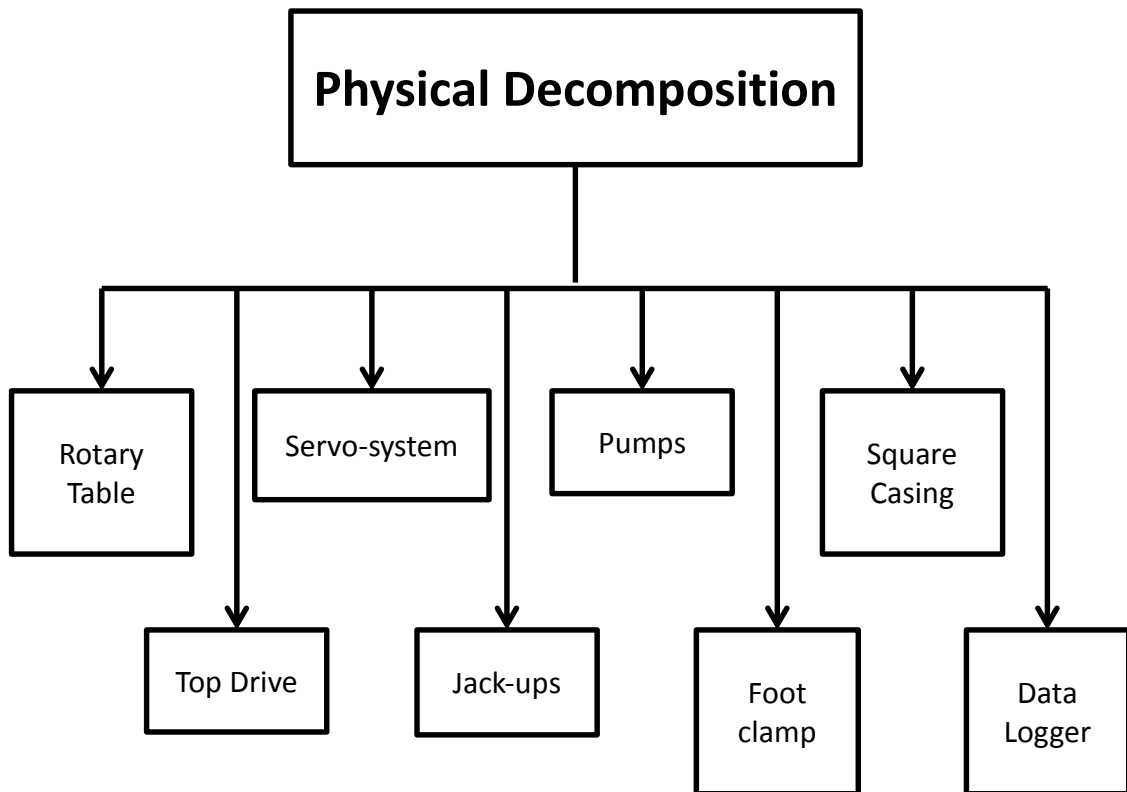 Physical Decomposition
Rotary
Table
Servo-system
Pumps
Square
Casing
Top Drive
Jack-ups
Foot
clamp
Data
Logger